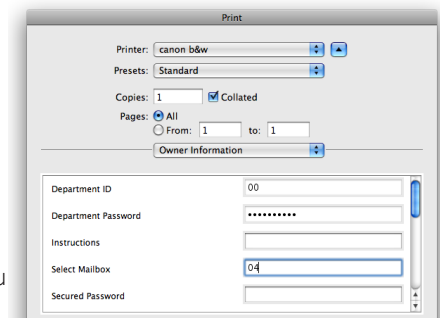 Print
Printer: canon b&w
Presets: Standard
Copies: 1 Collated
Pages: All
From: 1 to: 1
Owner Information
Department ID 00
Department Password ••••••••••
Instructions
Select Mailbox 04
u
Secured Password